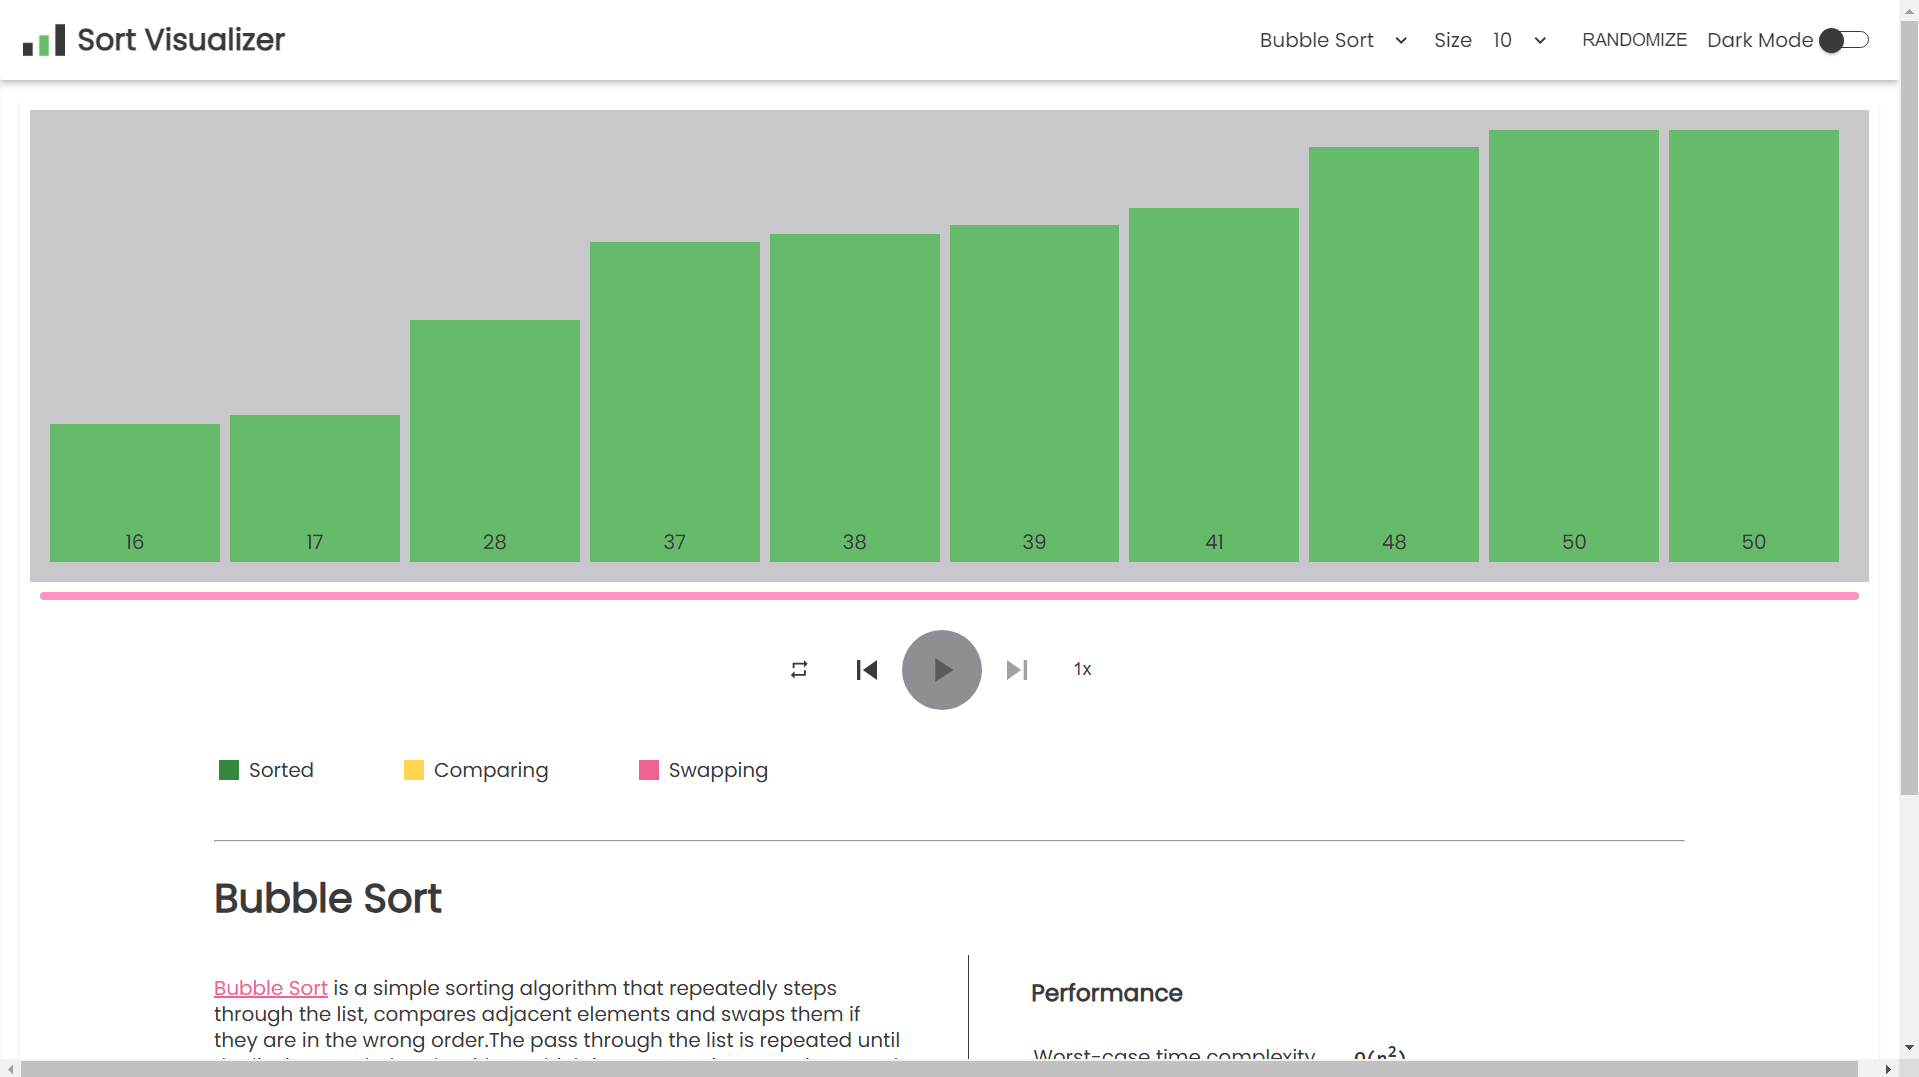 Sort Visualizer
Bubble Sort Size 10 RANDOMIZE Dark Mode
16 17 28 37 38 39 41 48 50 50
1x
Sorted Comparing Swapping
Bubble Sort
Bubble Sort is a simple sorting algorithm that repeatedly steps
through the list, compares adjacent elements and swaps them if
they are in the wrong order.The pass through the list is repeated until
Performance
Worst-case time complexity O(n²)